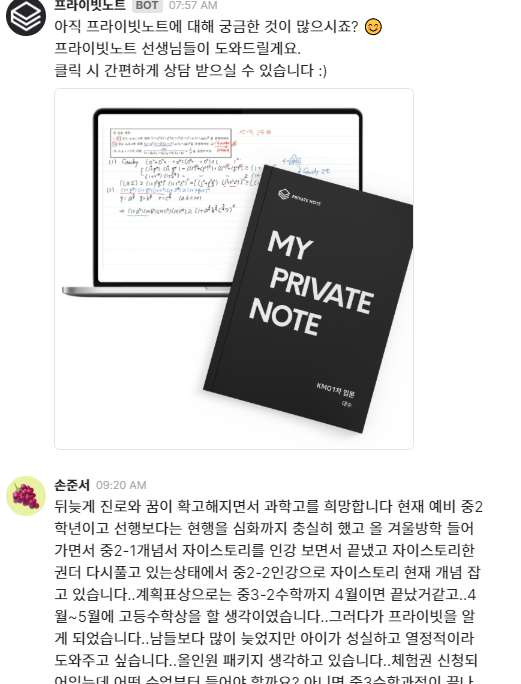 프라이빗노트 BOT 07:57 AM
아직 프라이빗노트에 대해 궁금한 것이 많으시죠? 😊
프라이빗노트 선생님들이 도와드릴게요.
클릭 시 간편하게 상담 받으실 수 있습니다 :)
PRIVATE NOTE
MY
PRIVATE
NOTE
KMO1차 입문
대수
손준서 09:20 AM
뒤늦게 진로와 꿈이 확고해지면서 과학고를 희망합니다 현재 예비 중2
학년이고 선행보다는 현행을 심화까지 충실히 했고 올 겨울방학 들어
가면서 중2-1개념서 자이스토리를 인강 보면서 끝냈고 자이스토리한
권더 다시풀고 있는상태에서 중2-2인강으로 자이스토리 현재 개념 잡
고 있습니다..계획표상으로는 중3-2수학까지 4월이면 끝났거같고..4
월~5월에 고등수학상을 할 생각이였습니다..그러다가 프라이빗을 알
게 되었습니다..남들보다 많이 늦었지만 아이가 성실하고 열정적이라
도와주고 싶습니다..올인원 패키지 생각하고 있습니다..체험권 신청되
어있는데 어떤 수업부터 들어야 할까요? 아니면 중3수학과정이 끝나